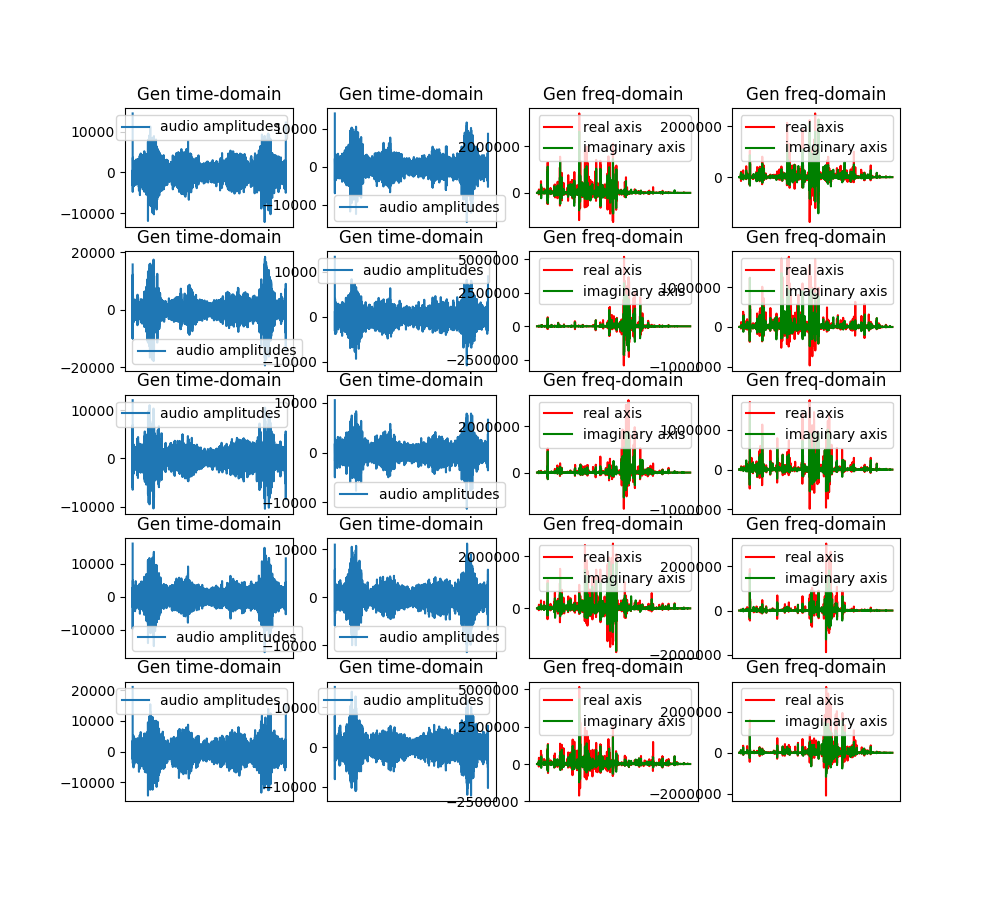 Gen time-domain Gen time-domain Gen freq-domain Gen freq-domain
10000 audio amplitudes 10000 2000000 real axis imaginary axis 2000000 real axis imaginary axis
0 0 0 0
−10000 −10000 audio amplitudes
Gen time-domain Gen time-domain Gen freq-domain Gen freq-domain
20000 10000 audio amplitudes 5000000 real axis 1000000 real axis
2500000 imaginary axis imaginary axis
0 0 0 0
−20000 audio amplitudes −10000 −2500000 −1000000
Gen time-domain Gen time-domain Gen freq-domain Gen freq-domain
10000 audio amplitudes 10000 2000000 real axis 1000000 real axis
imaginary axis imaginary axis
0 0 0 0
−10000 −10000 audio amplitudes −1000000
Gen time-domain Gen time-domain Gen freq-domain Gen freq-domain
10000 10000 2000000 real axis 2000000 real axis
imaginary axis imaginary axis
0 0 0 0
−10000 audio amplitudes −10000 audio amplitudes −2000000
Gen time-domain Gen time-domain Gen freq-domain Gen freq-domain
20000 audio amplitudes 10000 audio amplitudes 5000000 real axis 2000000 real axis
10000 2500000 imaginary axis imaginary axis
0 0 0 0
−10000 −10000 −2500000 −2000000